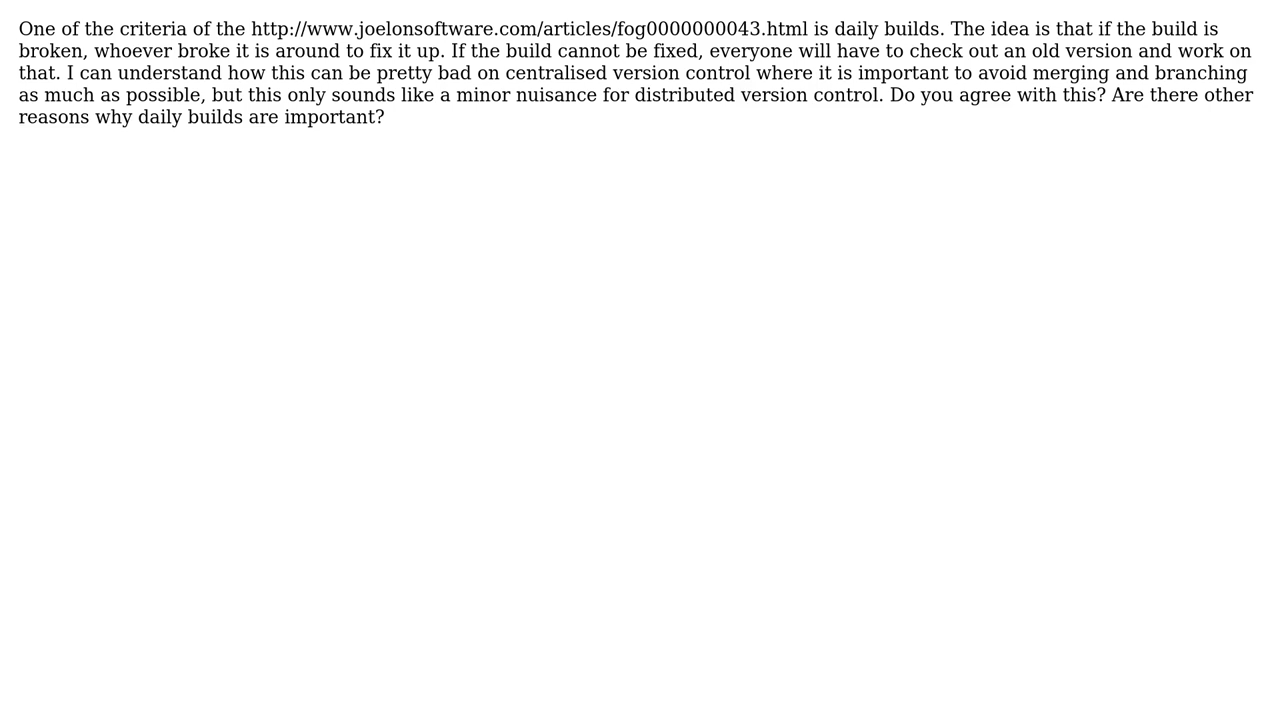 One of the criteria of the http://www.joelonsoftware.com/articles/fog0000000043.html is daily builds. The idea is that if the build is
broken, whoever broke it is around to fix it up. If the build cannot be fixed, everyone will have to check out an old version and work on
that. I can understand how this can be pretty bad on centralised version control where it is important to avoid merging and branching
as much as possible, but this only sounds like a minor nuisance for distributed version control. Do you agree with this? Are there other
reasons why daily builds are important?